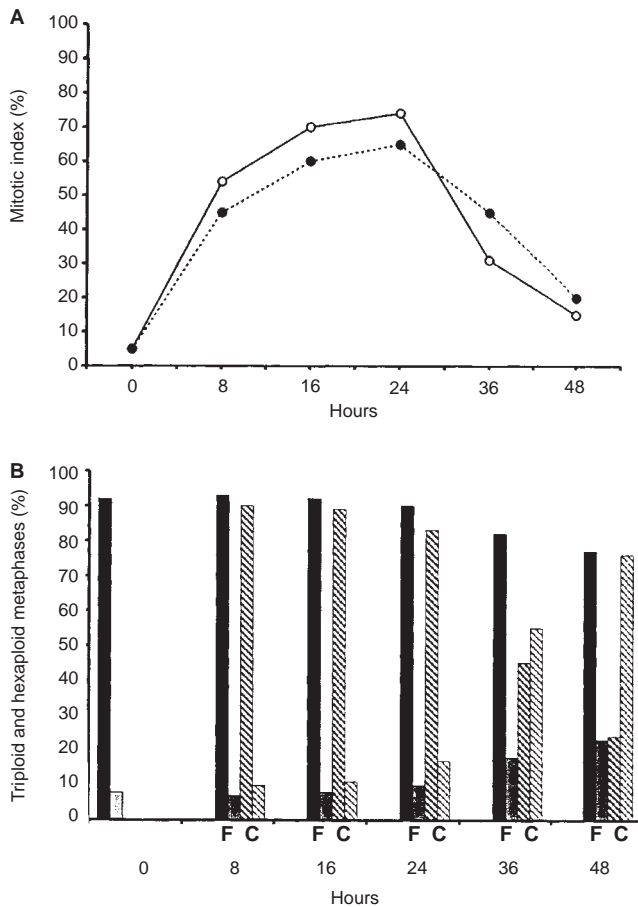 A
Mitotic index (%)
100
90
80
70
60
50
40
30
20
10
0
0 8 16 24 36 48
Hours
B
Triploid and hexaploid metaphases (%)
100
90
80
70
60
50
40
30
20
10
0
F C F C F C F C F C
0 8 16 24 36 48
Hours